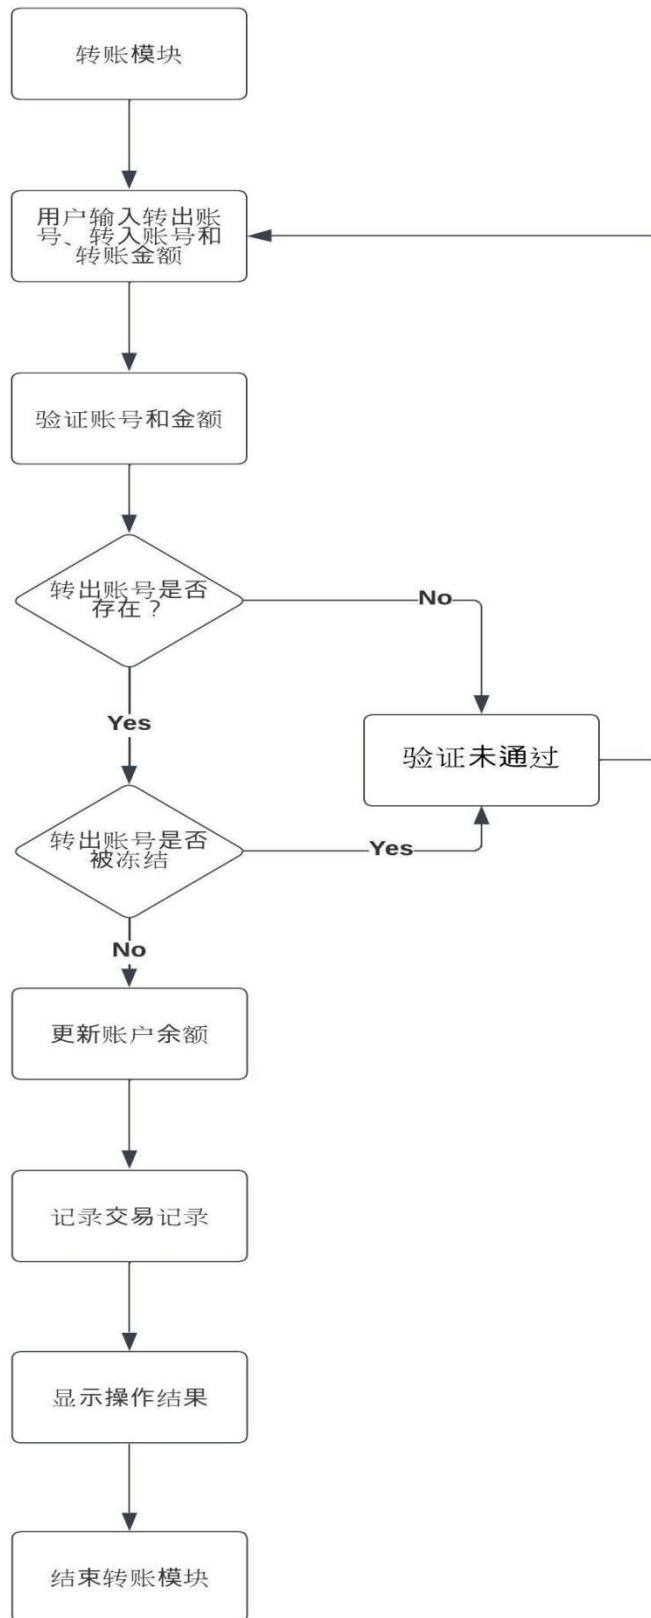 转账模块
用户输入转出账
号、转入账号和
转账金额
验证账号和金额
转出账号是否
存在？
No
Yes
验证未通过
转出账号是否
被冻结
Yes
No
更新账户余额
记录交易记录
显示操作结果
结束转账模块